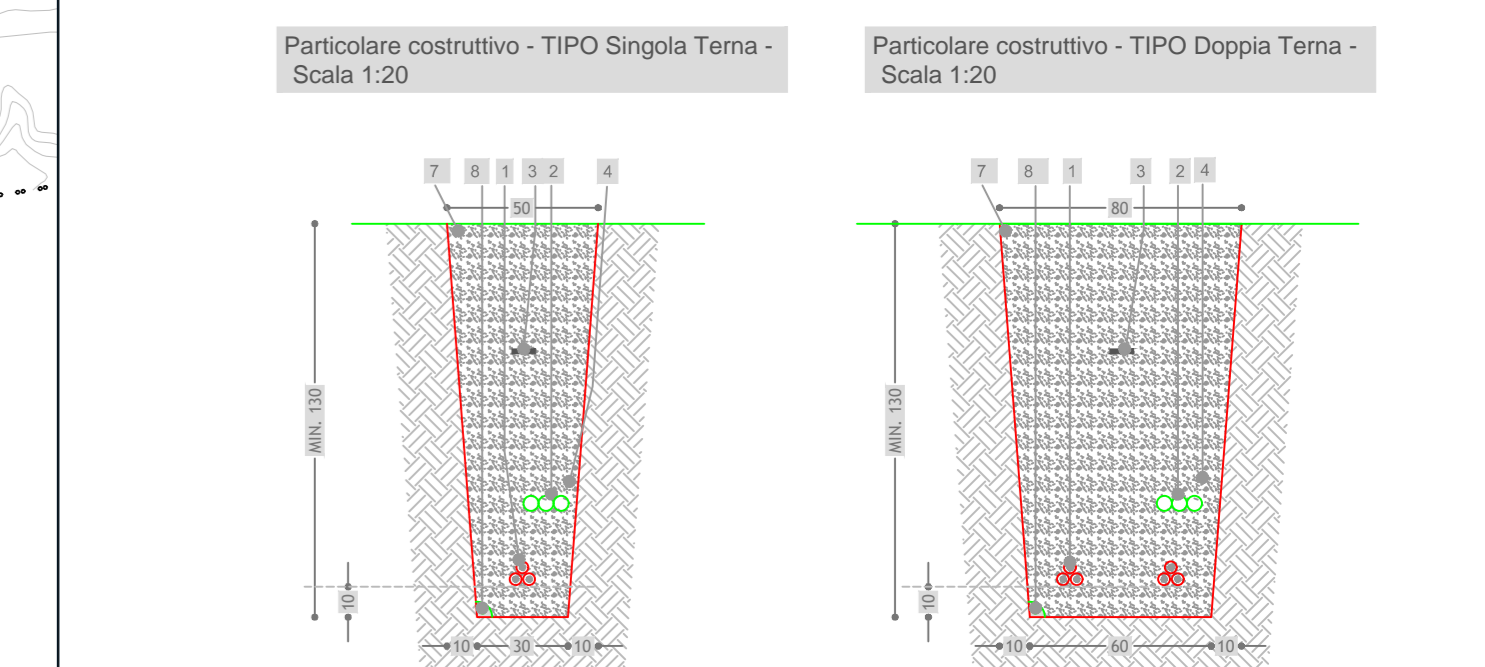 Particolare costruttivo - TIPO Singola Terna -
Scala 1:20
7 8 1 3 2 4
50
MIN. 130
10
10 30 10
Particolare costruttivo - TIPO Doppia Terna -
Scala 1:20
7 8 1 3 2 4
80
MIN. 130
10
10 60 10